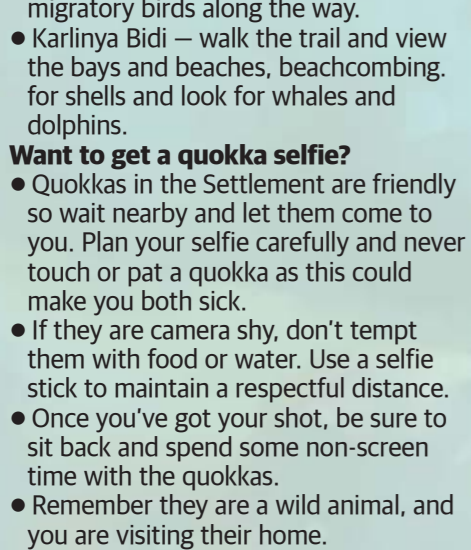 migratory birds along the way.
● Karlinya Bidi — walk the trail and view
the bays and beaches, beachcombing.
for shells and look for whales and
dolphins.
Want to get a quokka selfie?
● Quokkas in the Settlement are friendly
so wait nearby and let them come to
you. Plan your selfie carefully and never
touch or pat a quokka as this could
make you both sick.
● If they are camera shy, don't tempt
them with food or water. Use a selfie
stick to maintain a respectful distance.
● Once you've got your shot, be sure to
sit back and spend some non-screen
time with the quokkas.
● Remember they are a wild animal, and
you are visiting their home.